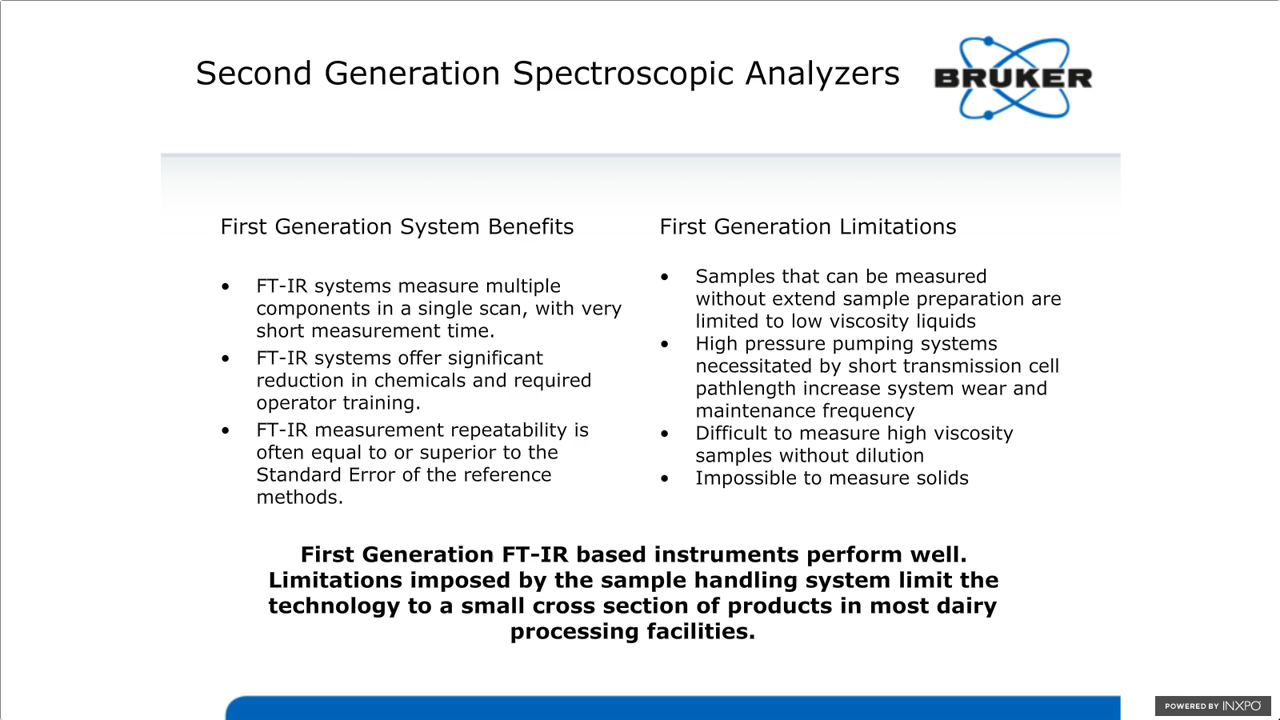 Second Generation Spectroscopic Analyzers
BRUKER
First Generation System Benefits
• FT-IR systems measure multiple
components in a single scan, with very
short measurement time.
• FT-IR systems offer significant
reduction in chemicals and required
operator training.
• FT-IR measurement repeatability is
often equal to or superior to the
Standard Error of the reference
methods.
First Generation Limitations
• Samples that can be measured
without extend sample preparation are
limited to low viscosity liquids
• High pressure pumping systems
necessitated by short transmission cell
pathlength increase system wear and
maintenance frequency
• Difficult to measure high viscosity
samples without dilution
• Impossible to measure solids
First Generation FT-IR based instruments perform well.
Limitations imposed by the sample handling system limit the
technology to a small cross section of products in most dairy
processing facilities.
POWERED BY INXPO